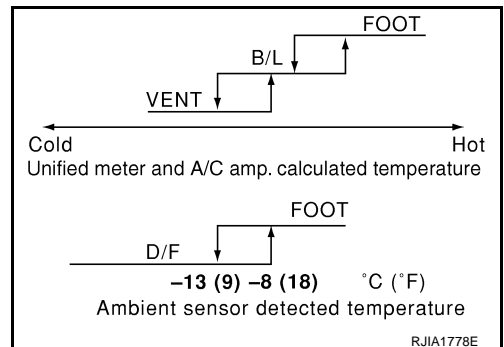 FOOT
B/L
VENT
Cold Hot
Unified meter and A/C amp. calculated temperature
FOOT
D/F
–13 (9) –8 (18) ˚C (˚F)
Ambient sensor detected temperature
RJIA1778E